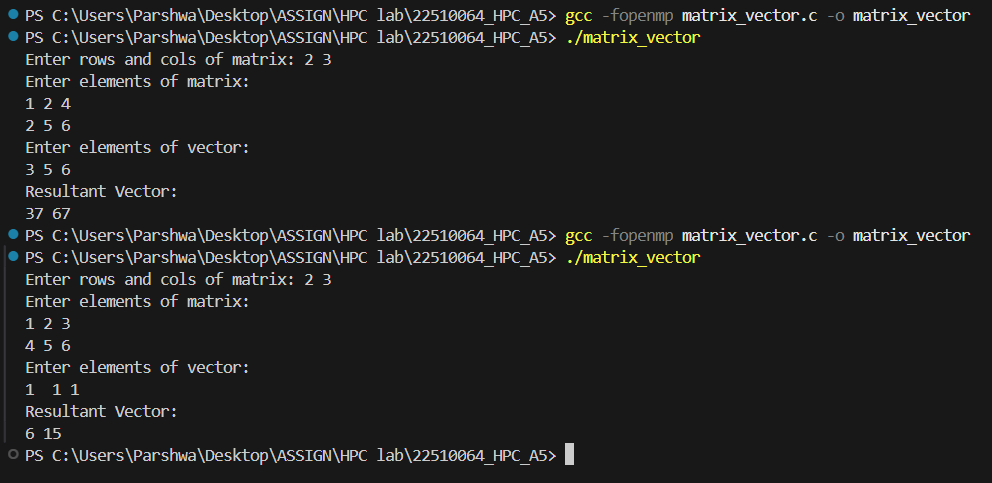 PS C:\Users\Parshwa\Desktop\ASSIGN\HPC lab\22510064_HPC_A5> gcc -fopenmp matrix_vector.c -o matrix_vector
PS C:\Users\Parshwa\Desktop\ASSIGN\HPC lab\22510064_HPC_A5> ./matrix_vector
Enter rows and cols of matrix: 2 3
Enter elements of matrix:
1 2 4
2 5 6
Enter elements of vector:
3 5 6
Resultant Vector:
37 67
PS C:\Users\Parshwa\Desktop\ASSIGN\HPC lab\22510064_HPC_A5> gcc -fopenmp matrix_vector.c -o matrix_vector
PS C:\Users\Parshwa\Desktop\ASSIGN\HPC lab\22510064_HPC_A5> ./matrix_vector
Enter rows and cols of matrix: 2 3
Enter elements of matrix:
1 2 3
4 5 6
Enter elements of vector:
1  1 1
Resultant Vector:
6 15
PS C:\Users\Parshwa\Desktop\ASSIGN\HPC lab\22510064_HPC_A5>